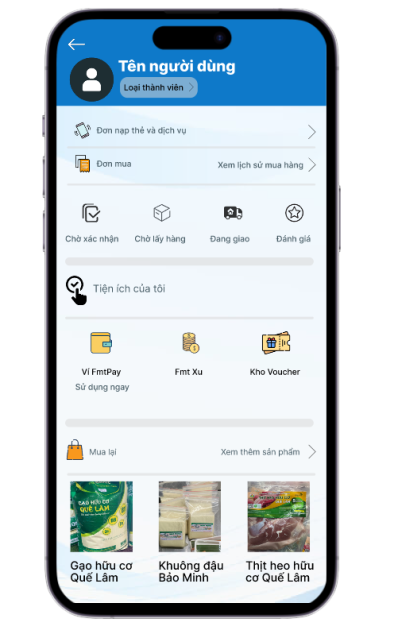 Tên người dùng
Loại thành viên
Đơn nạp thẻ và dịch vụ
Đơn mua
Xem lịch sử mua hàng
Chờ xác nhận
Chờ lấy hàng
Đang giao
Đánh giá
Tiện ích của tôi
Ví FmtPay
Fmt Xu
Kho Voucher
Sử dụng ngay
Mua lại
Xem thêm sản phẩm
GẠO HỮU CƠ
QUẾ LÂM
Gạo hữu cơ
Quế Lâm
Khuông đậu
Bảo Minh
Thịt heo hữu
cơ Quế Lâm